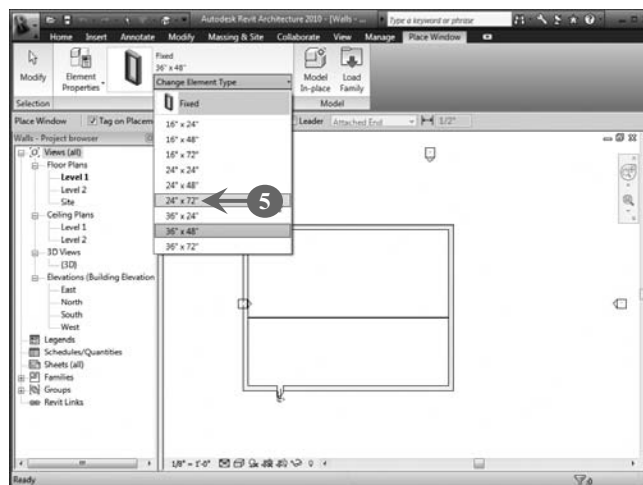 Autodesk Revit Architecture 2010 - [Walls - ...
Type a keyword or phrase
Home Insert Annotate Modify Massing & Site Collaborate View Manage Place Window
Modify
Element Properties
Fixed
36" x 48"
Change Element Type
Model In-place
Load Family
Selection
Model
Place Window
Tag on Placem
Leader
Attached End
1/2"
Walls - Project browser
Views (all)
Floor Plans
Level 1
Level 2
Site
Ceiling Plans
Level 1
Level 2
3D Views
{3D}
Elevations (Building Elevation
East
North
South
West
Legends
Schedules/Quantities
Sheets (all)
Families
Groups
Revit Links
Fixed
16" x 24"
16" x 48"
16" x 72"
24" x 24"
24" x 48"
24" x 72"
5
36" x 24"
36" x 48"
36" x 72"
1/8" = 1'-0"
Ready
:0